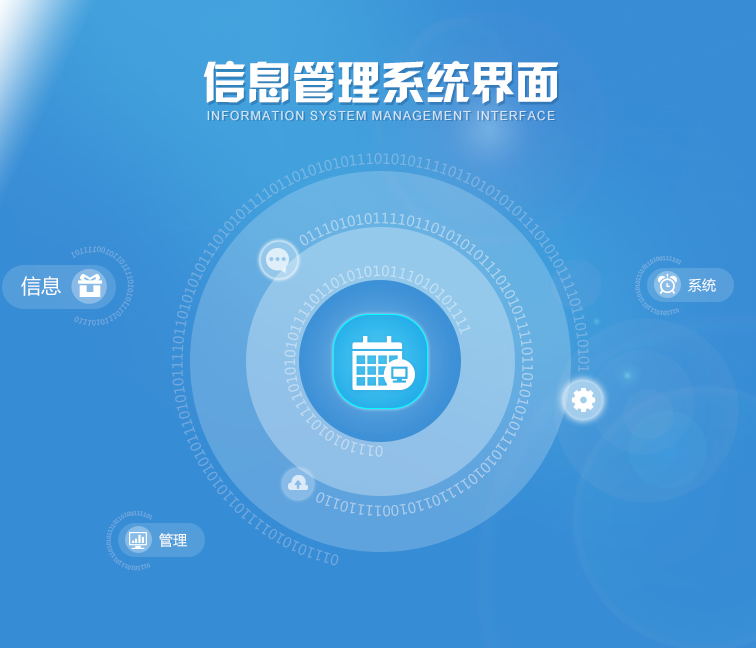 信息管理系统界面
INFORMATION SYSTEM MANAGEMENT INTERFACE
信息
系统
管理